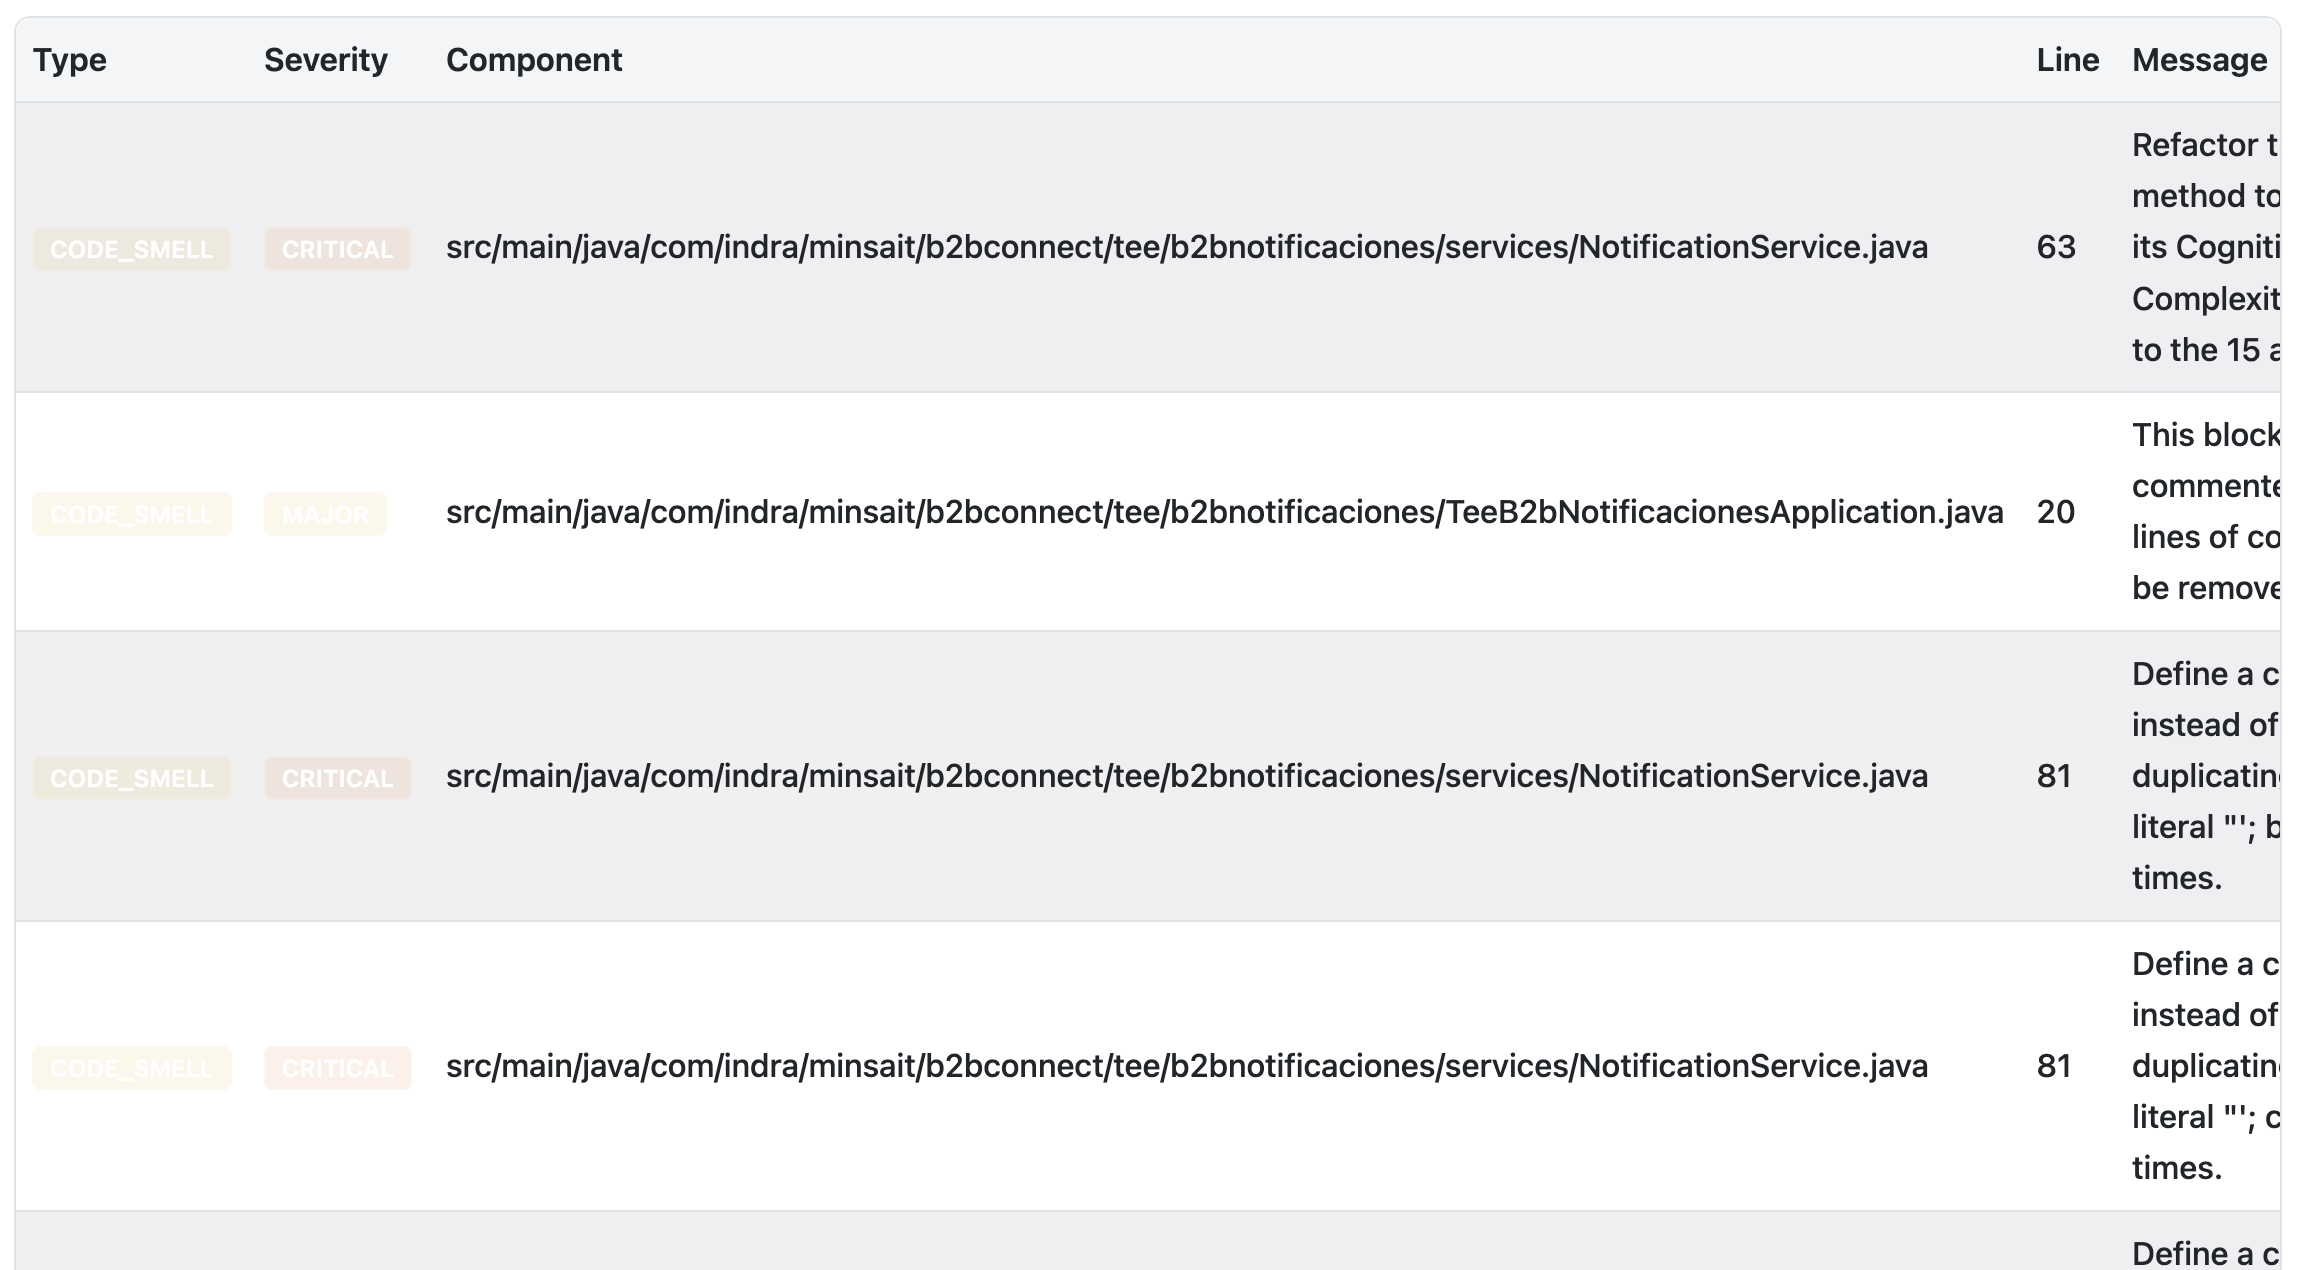 Type Severity Component Line Message
Refactor t
method to
CODE_SMELL CRITICAL src/main/java/com/indra/minsait/b2bconnect/tee/b2bnotificaciones/services/NotificationService.java 63 its Cogniti
Complexit
to the 15 a
This block
commente
CODE_SMELL MAJOR src/main/java/com/indra/minsait/b2bconnect/tee/b2bnotificaciones/TeeB2bNotificacionesApplication.java 20 lines of co
be remove
Define a c
instead of
CODE_SMELL CRITICAL src/main/java/com/indra/minsait/b2bconnect/tee/b2bnotificaciones/services/NotificationService.java 81 duplicatin
literal "'; b
times.
Define a c
instead of
CODE_SMELL CRITICAL src/main/java/com/indra/minsait/b2bconnect/tee/b2bnotificaciones/services/NotificationService.java 81 duplicatin
literal "'; c
times.
Define a c